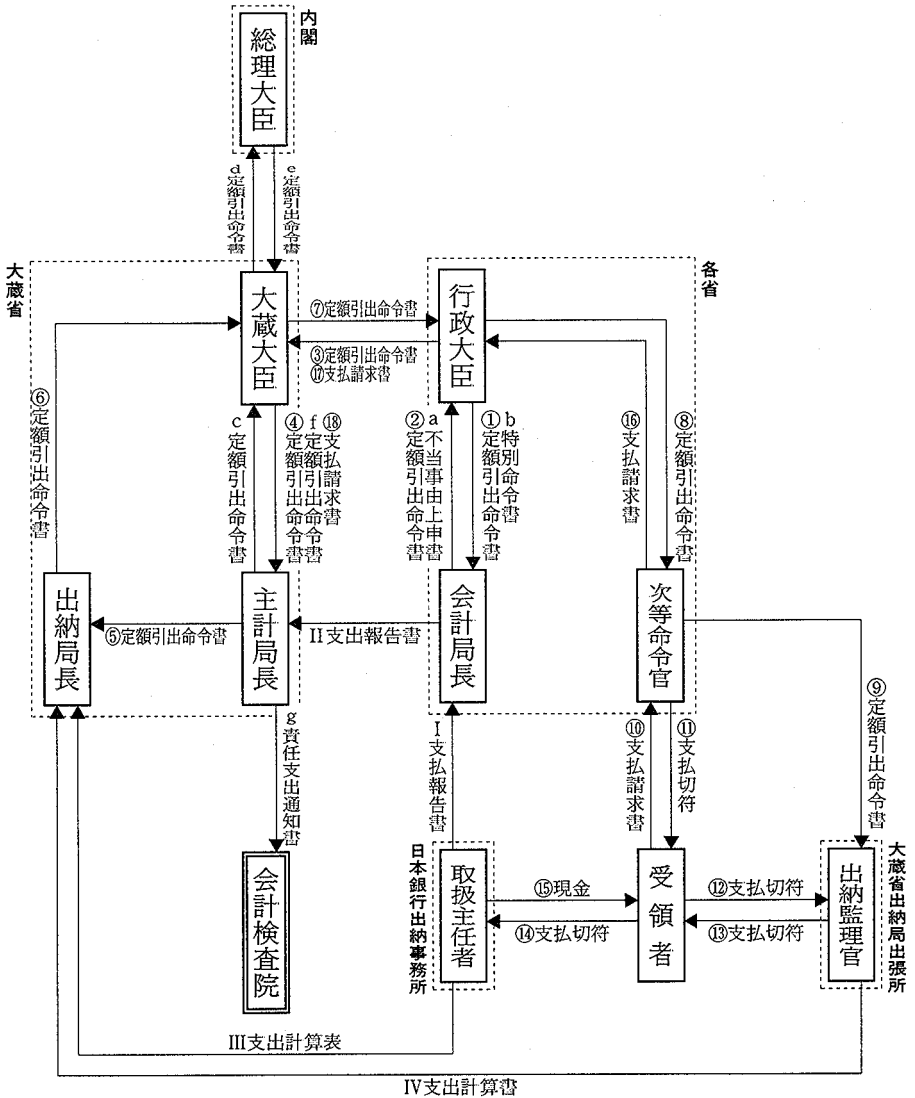 内閣
総理大臣
d定額引出命令書
e定額引出命令書
大蔵省
大蔵大臣
⑦定額引出命令書
③定額引出命令書
⑰支払請求書
各省
行政大臣
⑥定額引出命令書
c定額引出命令書
④定額引出命令書
f定額引出命令書
⑱支払請求書
②定額引出命令書
a不当事由上申書
①定額引出命令書
b特別命令書
⑯支払請求書
⑧定額引出命令書
出納局長
⑤定額引出命令書
主計局長
II支出報告書
会計局長
次等命令官
g責任支出通知書
I支払報告書
⑩支払請求書
⑪支払切符
⑨定額引出命令書
会計検査院
日本銀行出納事務所
取扱主任者
⑮現金
⑭支払切符
受領者
⑫支払切符
⑬支払切符
出納監理官
大蔵省出納局出張所
III支出計算表
IV支出計算書